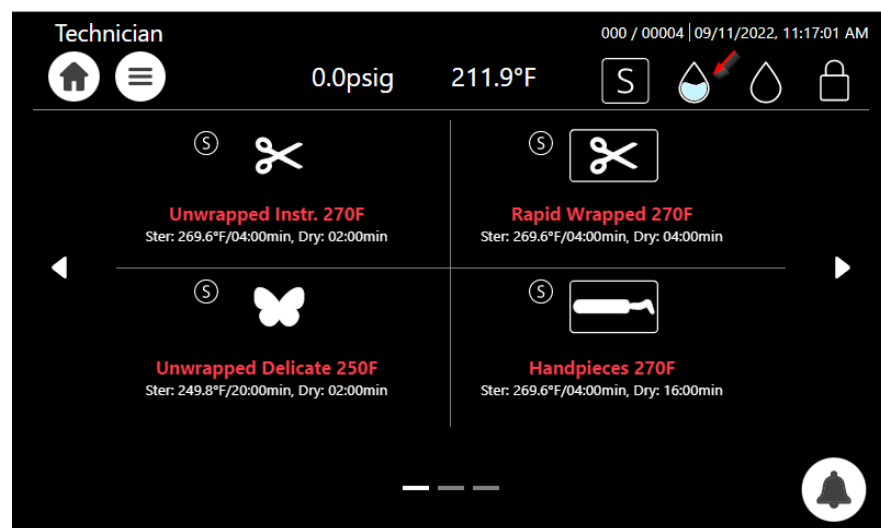 Technician
000 / 00004 | 09/11/2022, 11:17:01 AM
0.0psig 211.9°F S
S S
Unwrapped Instr. 270F
Ster: 269.6°F/04:00min, Dry: 02:00min
Rapid Wrapped 270F
Ster: 269.6°F/04:00min, Dry: 04:00min
S S
Unwrapped Delicate 250F
Ster: 249.8°F/20:00min, Dry: 02:00min
Handpieces 270F
Ster: 269.6°F/04:00min, Dry: 16:00min